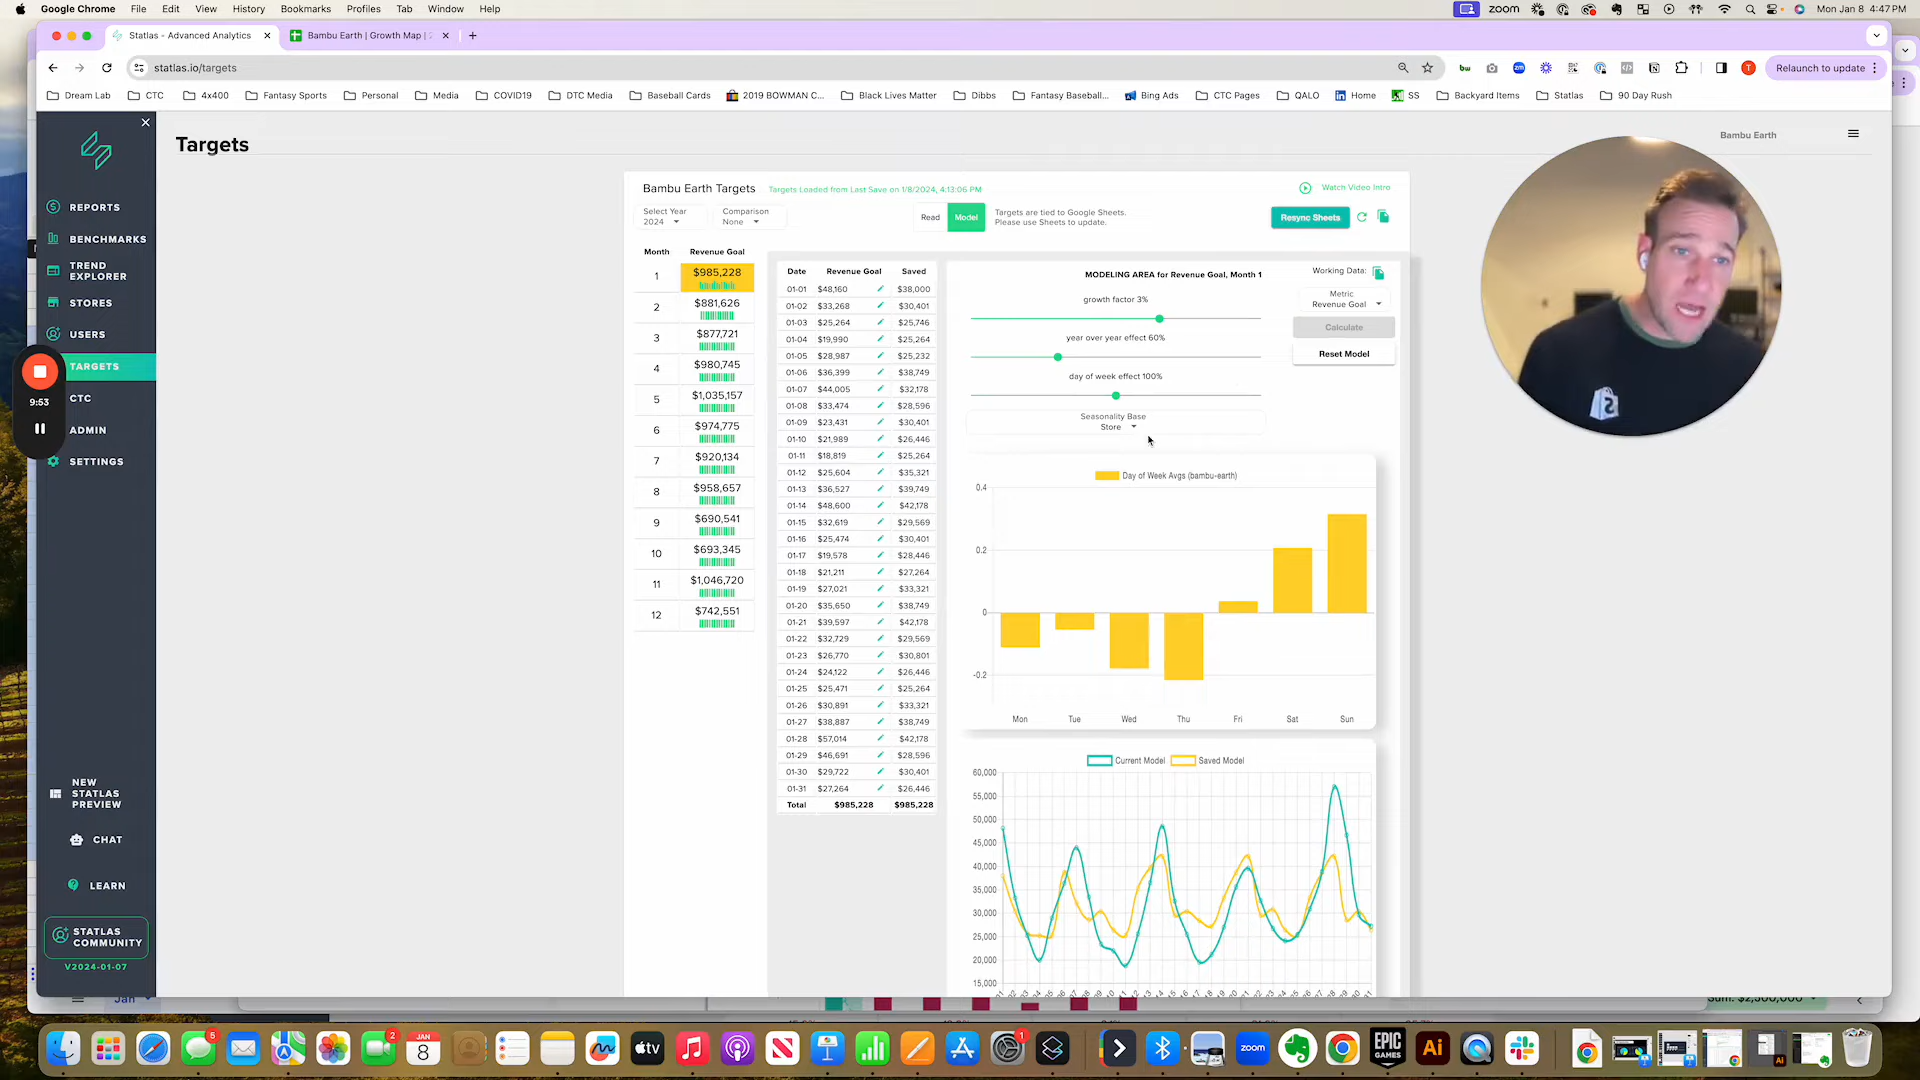 Google Chrome File Edit View History Bookmarks Profiles Tab Window Help
zoom Mon Jan 8 4:47 PM
Statlas - Advanced Analytics
Bambu Earth | Growth Map |
statlas.io/targets
Relaunch to update
Dream Lab CTC 4x400 Fantasy Sports Personal Media COVID19 DTC Media Baseball Cards 2019 BOWMAN C... Black Lives Matter Dibbs Fantasy Baseball... Bing Ads CTC Pages QALO Home SS Backyard Items Statlas 90 Day Rush
Targets
Bambu Earth
REPORTS
BENCHMARKS
TREND
EXPLORER
STORES
USERS
TARGETS
CTC
ADMIN
SETTINGS
9:53
NEW
STATLAS
PREVIEW
CHAT
LEARN
STATLAS
COMMUNITY
V2024-01-07
Bambu Earth Targets
Targets Loaded from Last Save on 1/8/2024, 4:13:06 PM
Watch Video Intro
Select Year
2024
Comparison
None
Read
Model
Targets are tied to Google Sheets.
Please use Sheets to update.
Resync Sheets
Month Revenue Goal
1 $985,228
2 $881,626
3 $877,721
4 $980,745
5 $1,035,157
6 $974,775
7 $920,134
8 $958,657
9 $690,541
10 $693,345
11 $1,046,720
12 $742,551
Date Revenue Goal Saved
01-01 $48,160 $38,000
01-02 $33,268 $30,401
01-03 $25,264 $25,746
01-04 $19,990 $25,264
01-05 $28,987 $25,232
01-06 $36,399 $38,749
01-07 $44,005 $32,178
01-08 $33,474 $28,596
01-09 $23,431 $30,401
01-10 $21,989 $26,446
01-11 $18,819 $25,264
01-12 $25,604 $35,321
01-13 $36,527 $39,749
01-14 $48,600 $42,178
01-15 $32,619 $29,569
01-16 $25,474 $30,401
01-17 $19,578 $28,446
01-18 $21,211 $27,264
01-19 $27,021 $33,321
01-20 $35,650 $38,749
01-21 $39,597 $42,178
01-22 $32,729 $29,569
01-23 $26,770 $30,801
01-24 $24,122 $26,446
01-25 $25,471 $25,264
01-26 $30,891 $33,321
01-27 $38,887 $38,749
01-28 $57,014 $42,178
01-29 $46,691 $28,596
01-30 $29,722 $30,401
01-31 $27,264 $26,446
Total $985,228 $985,228
MODELING AREA for Revenue Goal, Month 1
Working Data:
growth factor 3%
year over year effect 60%
day of week effect 100%
Metric
Revenue Goal
Calculate
Reset Model
Seasonality Base
Store
Day of Week Avgs (bambu-earth)
0.4
0.2
0
-0.2
Mon Tue Wed Thu Fri Sat Sun
Current Model Saved Model
60,000
55,000
50,000
45,000
40,000
35,000
30,000
25,000
20,000
15,000
Jan
5
2
JAN
8
tv
1
zoom
EPIC
GAMES
Ai